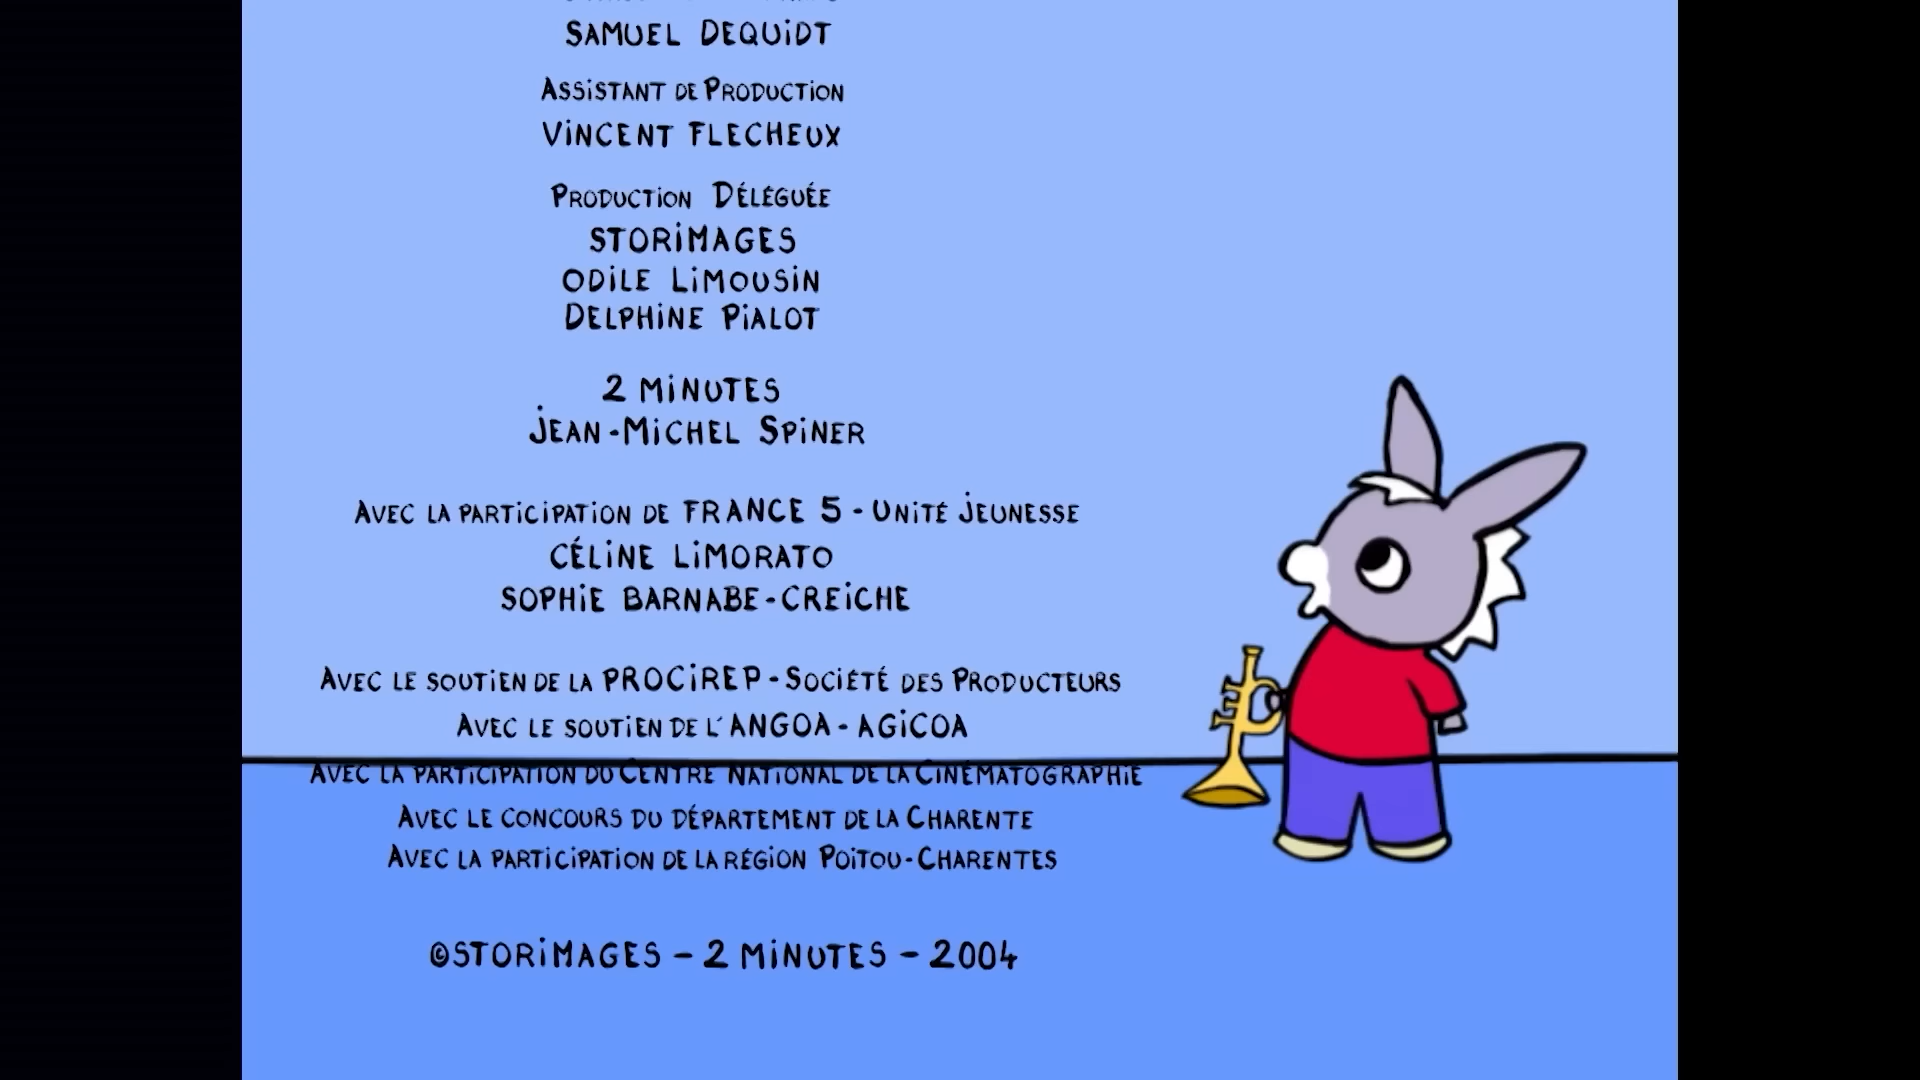 SAMUEL DEQUIDT
ASSISTANT DE PRODUCTION
VINCENT FLECHEUX
PRODUCTION DÉLÉGUÉE
STORIMAGES
ODILE LIMOUSIN
DELPHINE PIALOT
2 MINUTES
JEAN-MICHEL SPINER
AVEC LA PARTICIPATION DE FRANCE 5 - UNITÉ JEUNESSE
CÉLINE LIMORATO
SOPHIE BARNABE-CREICHE
AVEC LE SOUTIEN DE LA PROCIREP - SOCIÉTÉ DES PRODUCTEURS
AVEC LE SOUTIEN DE L'ANGOA - AGICOA
AVEC LA PARTICIPATION DU CENTRE NATIONAL DE LA CINÉMATOGRAPHIE
AVEC LE CONCOURS DU DÉPARTEMENT DE LA CHARENTE
AVEC LA PARTICIPATION DE LA RÉGION POITOU-CHARENTES
©STORIMAGES - 2 MINUTES - 2004